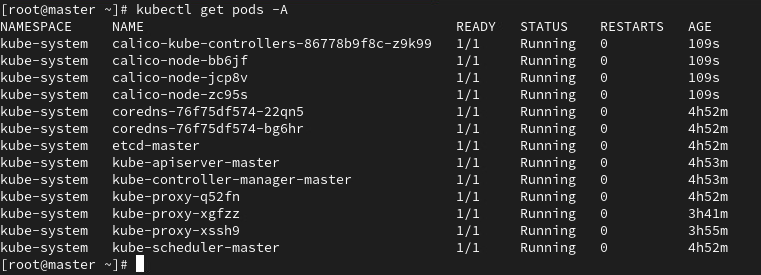 [root@master ~]# kubectl get pods -A
NAMESPACE NAME READY STATUS RESTARTS AGE
kube-system calico-kube-controllers-86778b9f8c-z9k99 1/1 Running 0 109s
kube-system calico-node-bb6jf 1/1 Running 0 109s
kube-system calico-node-jcp8v 1/1 Running 0 109s
kube-system calico-node-zc95s 1/1 Running 0 109s
kube-system coredns-76f75df574-22qn5 1/1 Running 0 4h52m
kube-system coredns-76f75df574-bg6hr 1/1 Running 0 4h52m
kube-system etcd-master 1/1 Running 0 4h52m
kube-system kube-apiserver-master 1/1 Running 0 4h53m
kube-system kube-controller-manager-master 1/1 Running 0 4h53m
kube-system kube-proxy-q52fn 1/1 Running 0 4h52m
kube-system kube-proxy-xgfzz 1/1 Running 0 3h41m
kube-system kube-proxy-xssh9 1/1 Running 0 3h55m
kube-system kube-scheduler-master 1/1 Running 0 4h52m
[root@master ~]#